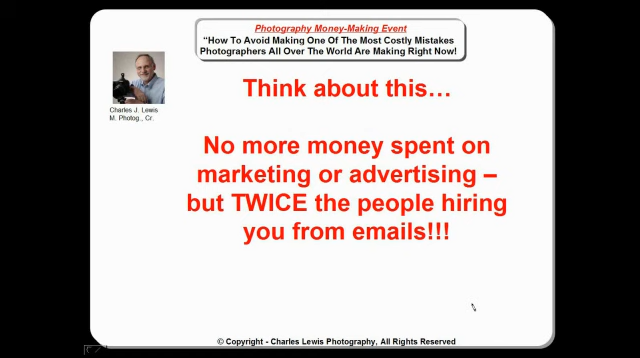 Photography Money-Making Event
“How To Avoid Making One Of The Most Costly Mistakes
Photographers All Over The World Are Making Right Now!
Charles J. Lewis
M. Photog., Cr.
Think about this…
No more money spent on
marketing or advertising –
but TWICE the people hiring
you from emails!!!
© Copyright - Charles Lewis Photography, All Rights Reserved